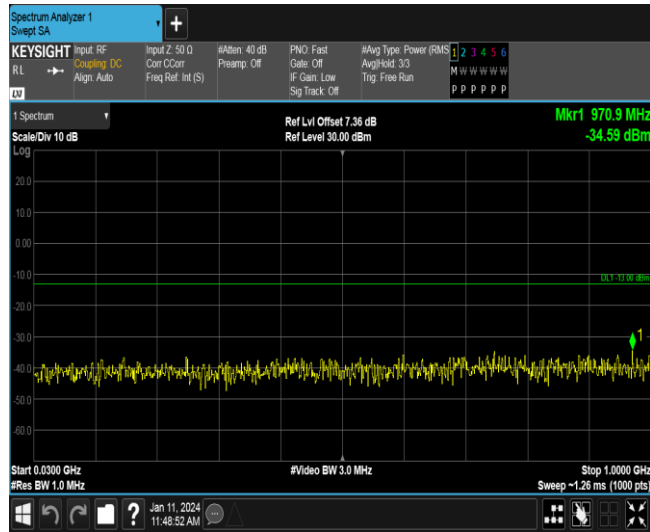 Spectrum Analyzer 1
Swept SA
+
KEYSIGHT
RL
LXI
Input: RF
Coupling: DC
Align: Auto
Input Z: 50 Ω
Corr CCorr
Freq Ref: Int (S)
#Atten: 40 dB
Preamp: Off
PNO: Fast
Gate: Off
IF Gain: Low
Sig Track: Off
#Avg Type: Power (RMS
Avg|Hold: 3/3
Trig: Free Run
1 2 3 4 5 6
M W W W W W
P P P P P P
1 Spectrum
Scale/Div 10 dB
Log
Ref Lvl Offset 7.36 dB
Ref Level 30.00 dBm
Mkr1 970.9 MHz
-34.59 dBm
20.0
10.0
0.00
-10.0
DL1 -13.00 dBm
-20.0
-30.0
1
-40.0
-50.0
-60.0
Start 0.0300 GHz
#Res BW 1.0 MHz
#Video BW 3.0 MHz
Stop 1.0000 GHz
Sweep ~1.26 ms (1000 pts)
?
Jan 11, 2024
11:48:52 AM